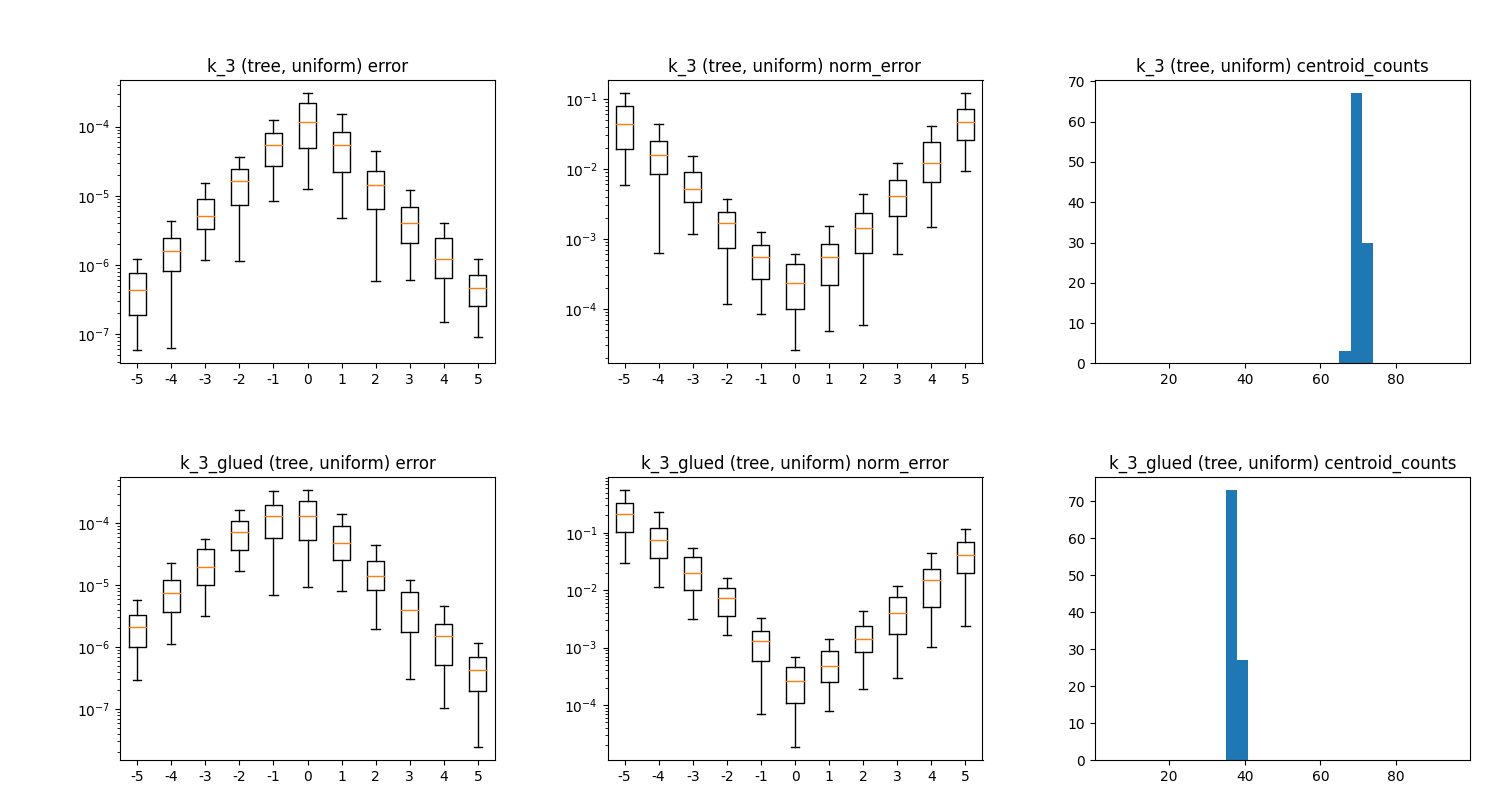 k_3 (tree, uniform) error
10⁻⁴
10⁻⁵
10⁻⁶
10⁻⁷
-5 -4 -3 -2 -1 0 1 2 3 4 5
k_3 (tree, uniform) norm_error
10⁻¹
10⁻²
10⁻³
10⁻⁴
-5 -4 -3 -2 -1 0 1 2 3 4 5
k_3 (tree, uniform) centroid_counts
70
60
50
40
30
20
10
0
20 40 60 80
k_3_glued (tree, uniform) error
10⁻⁴
10⁻⁵
10⁻⁶
10⁻⁷
-5 -4 -3 -2 -1 0 1 2 3 4 5
k_3_glued (tree, uniform) norm_error
10⁻¹
10⁻²
10⁻³
10⁻⁴
-5 -4 -3 -2 -1 0 1 2 3 4 5
k_3_glued (tree, uniform) centroid_counts
70
60
50
40
30
20
10
0
20 40 60 80